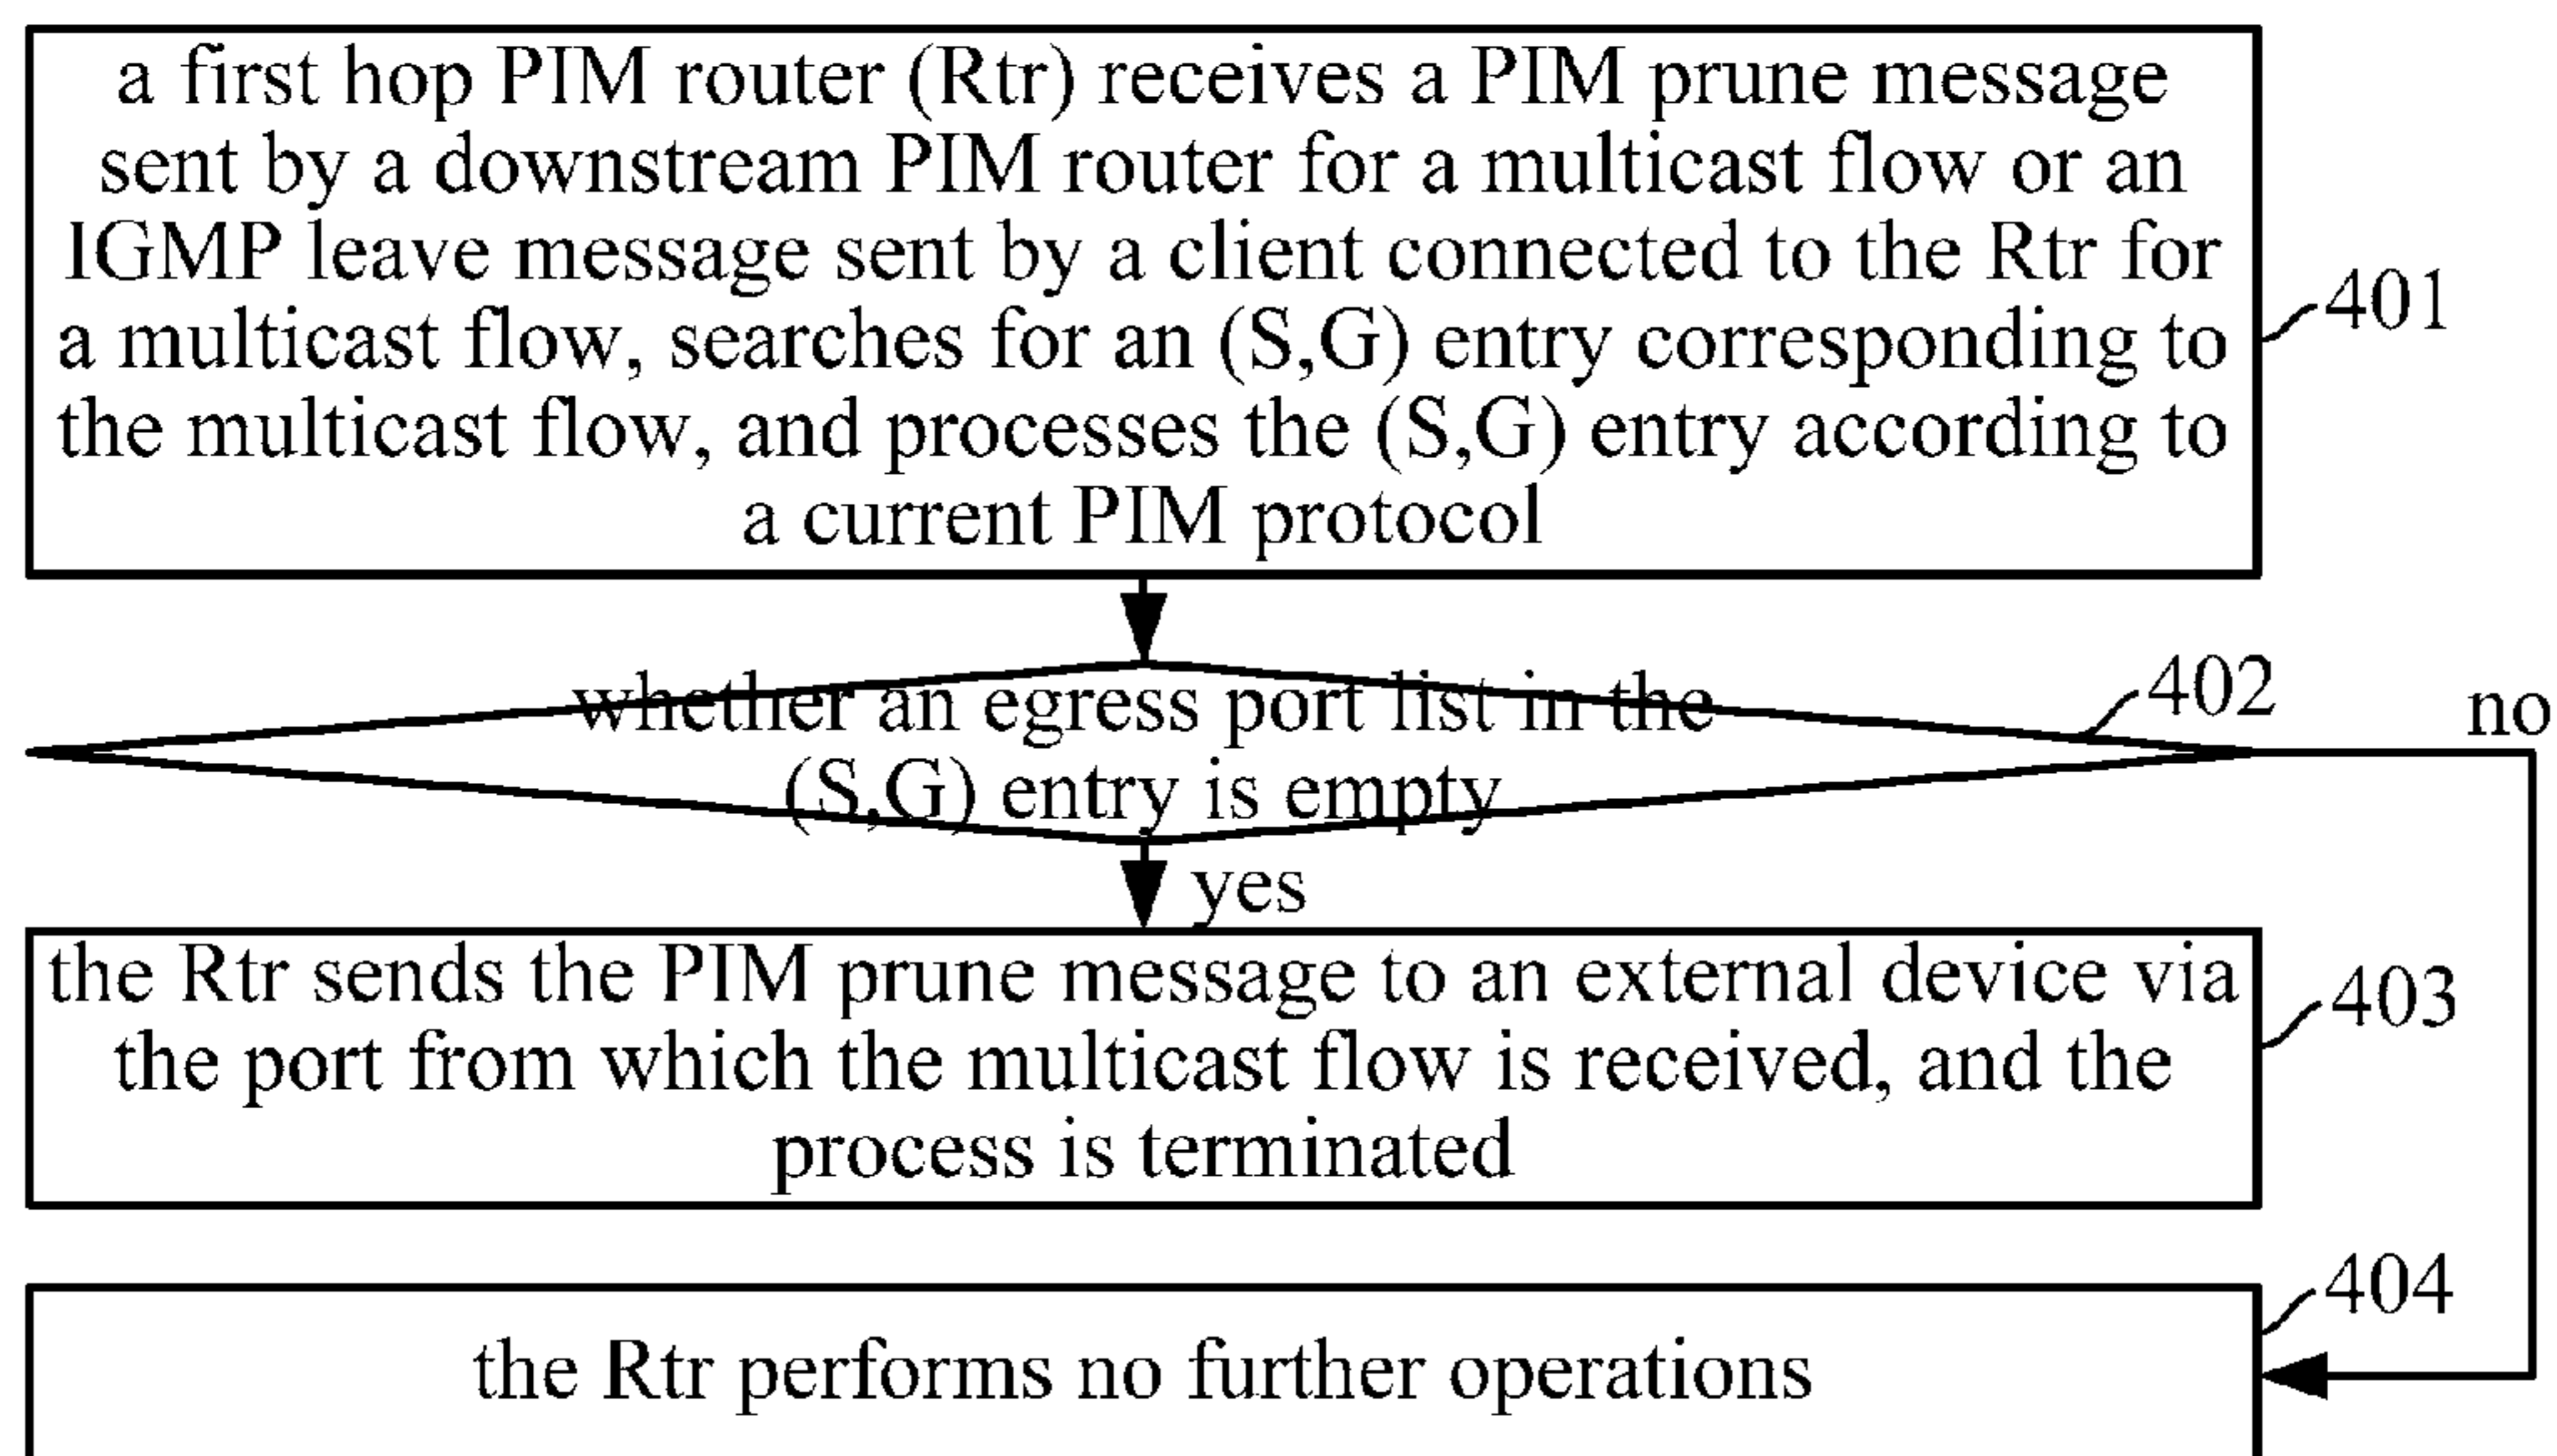 a first hop PIM router (Rtr) receives a PIM prune message
sent by a downstream PIM router for a multicast flow or an
IGMP leave message sent by a client connected to the Rtr for
a multicast flow, searches for an (S,G) entry corresponding to
the multicast flow, and processes the (S,G) entry according to
a current PIM protocol
401
whether an egress port list in the
(S,G) entry is empty
402
no
yes
the Rtr sends the PIM prune message to an external device via
the port from which the multicast flow is received, and the
process is terminated
403
404
the Rtr performs no further operations